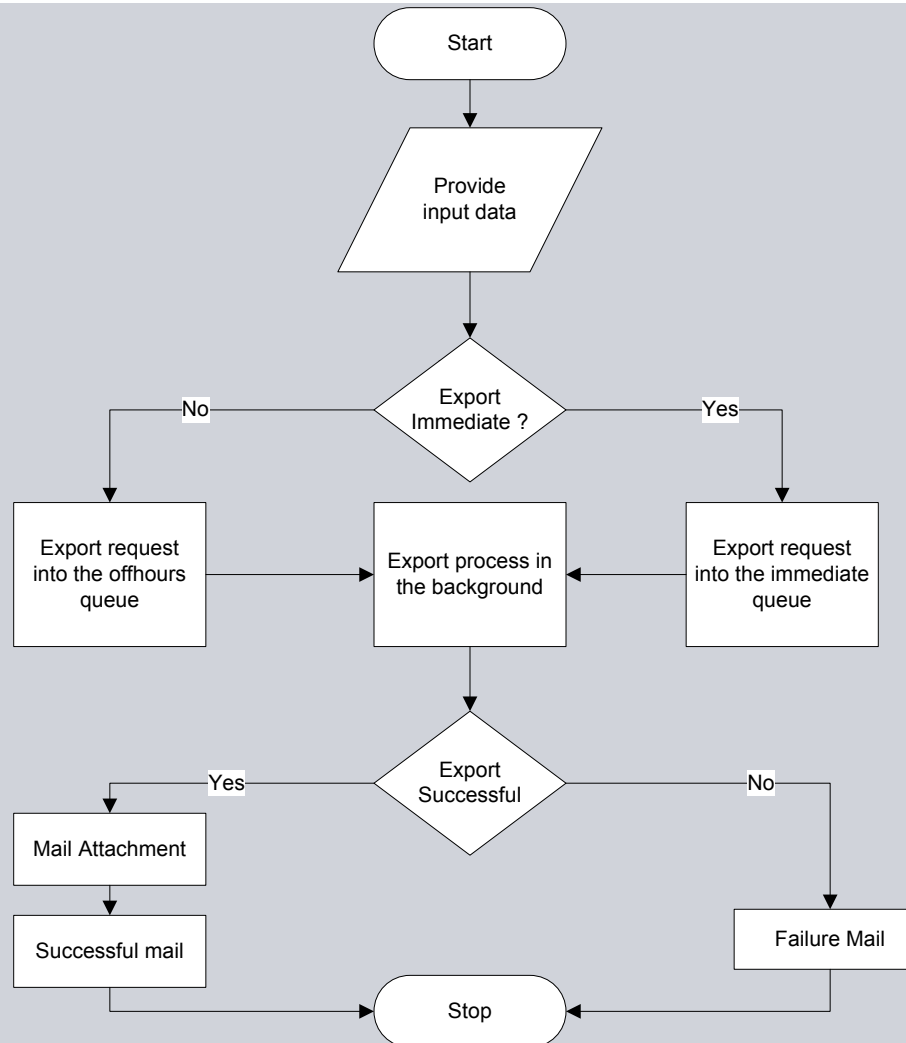 Start
Provide
input data
Export
Immediate ?
No
Yes
Export request
into the offhours
queue
Export process in
the background
Export request
into the immediate
queue
Export
Successful
Yes
No
Mail Attachment
Successful mail
Failure Mail
Stop